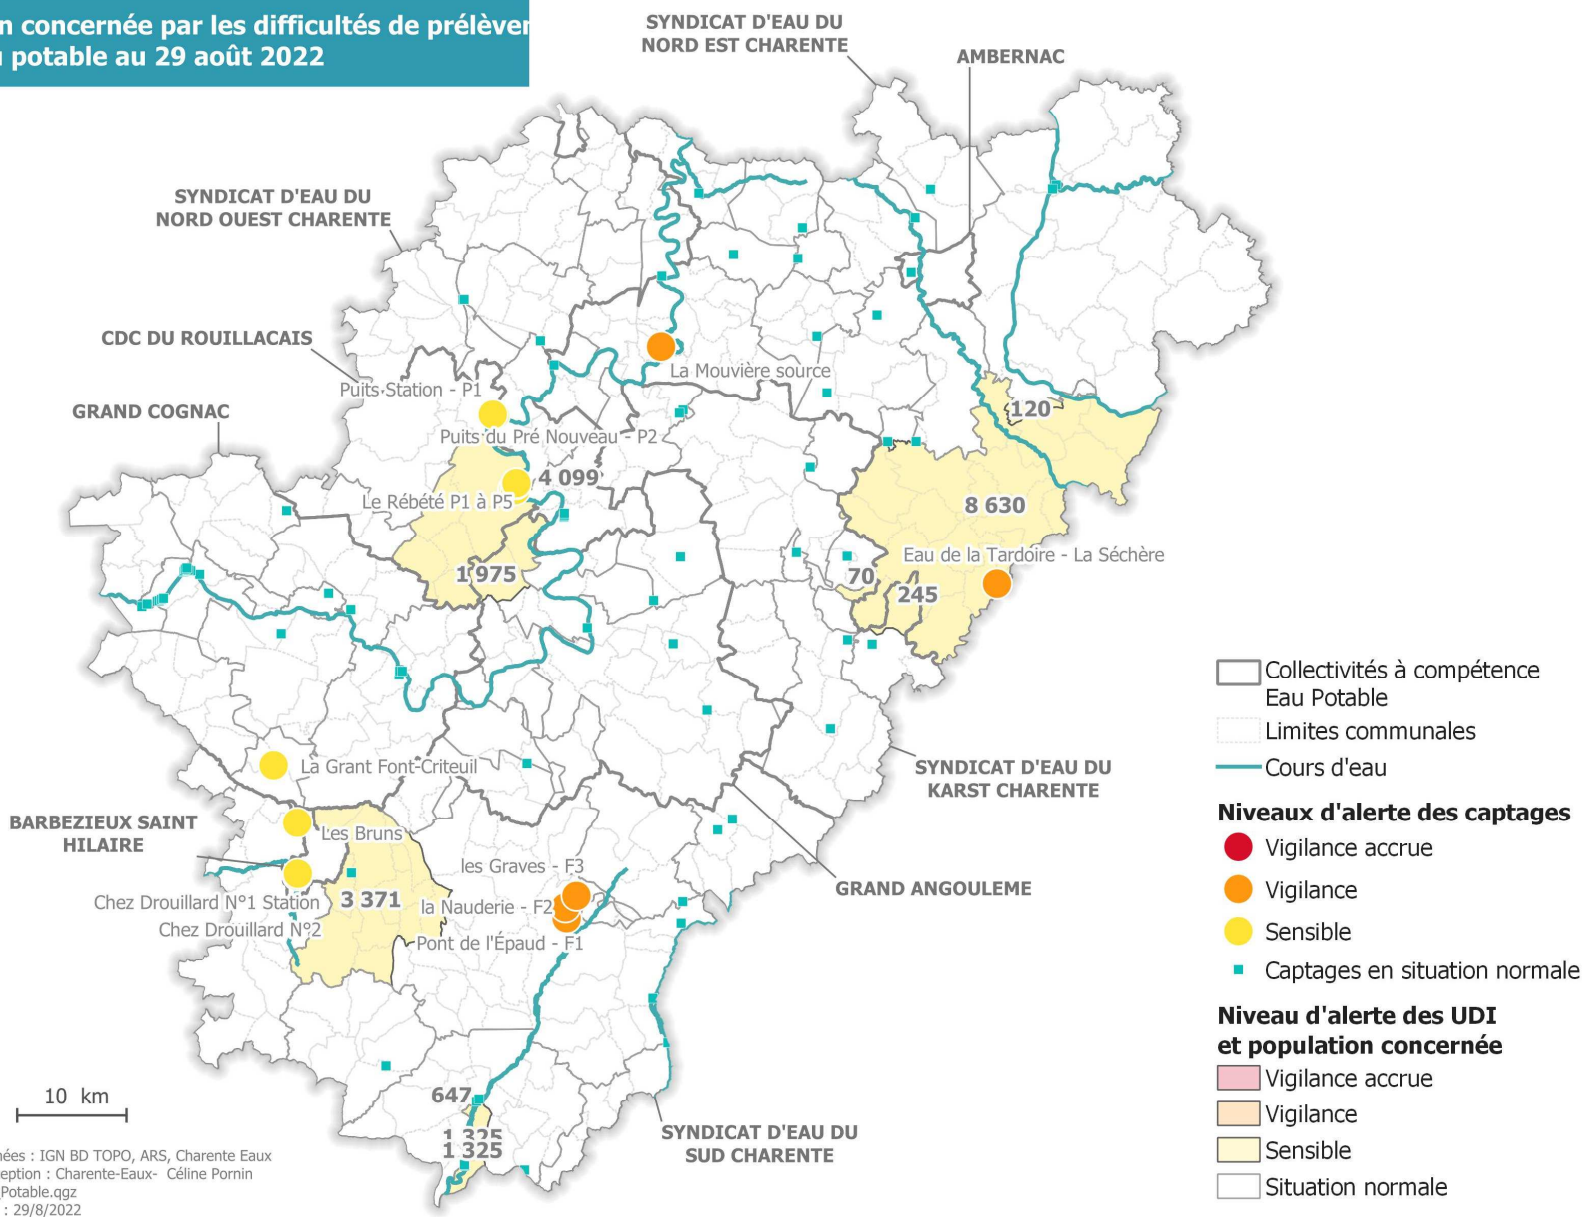 n concernée par les difficultés de prélève
potable au 29 août 2022
SYNDICAT D'EAU DU
NORD EST CHARENTE
AMBERNAC
SYNDICAT D'EAU DU
NORD OUEST CHARENTE
CDC DU ROUILLACAIS
GRAND COGNAC
Puits Station - P1
La Mouvière source
Puits du Pré Nouveau - P2
120
4 099
Le Rébété P1 à P5
8 630
Eau de la Tardoire - La Séchère
1 975
70
245
La Grant Font-Criteuil
SYNDICAT D'EAU DU
KARST CHARENTE
BARBEZIEUX SAINT
HILAIRE
Les Bruns
les Graves - F3
GRAND ANGOULEME
Chez Drouillard N°1 Station
3 371
la Nauderie - F2
Chez Drouillard N°2
Pont de l'Épaud - F1
647
1 325
1 325
SYNDICAT D'EAU DU
SUD CHARENTE
10 km
nées : IGN BD TOPO, ARS, Charente Eaux
eption : Charente-Eaux- Céline Pornin
Potable.qgz
: 29/8/2022
Collectivités à compétence
Eau Potable
Limites communales
Cours d'eau
Niveaux d'alerte des captages
Vigilance accrue
Vigilance
Sensible
Captages en situation normale
Niveau d'alerte des UDI
et population concernée
Vigilance accrue
Vigilance
Sensible
Situation normale